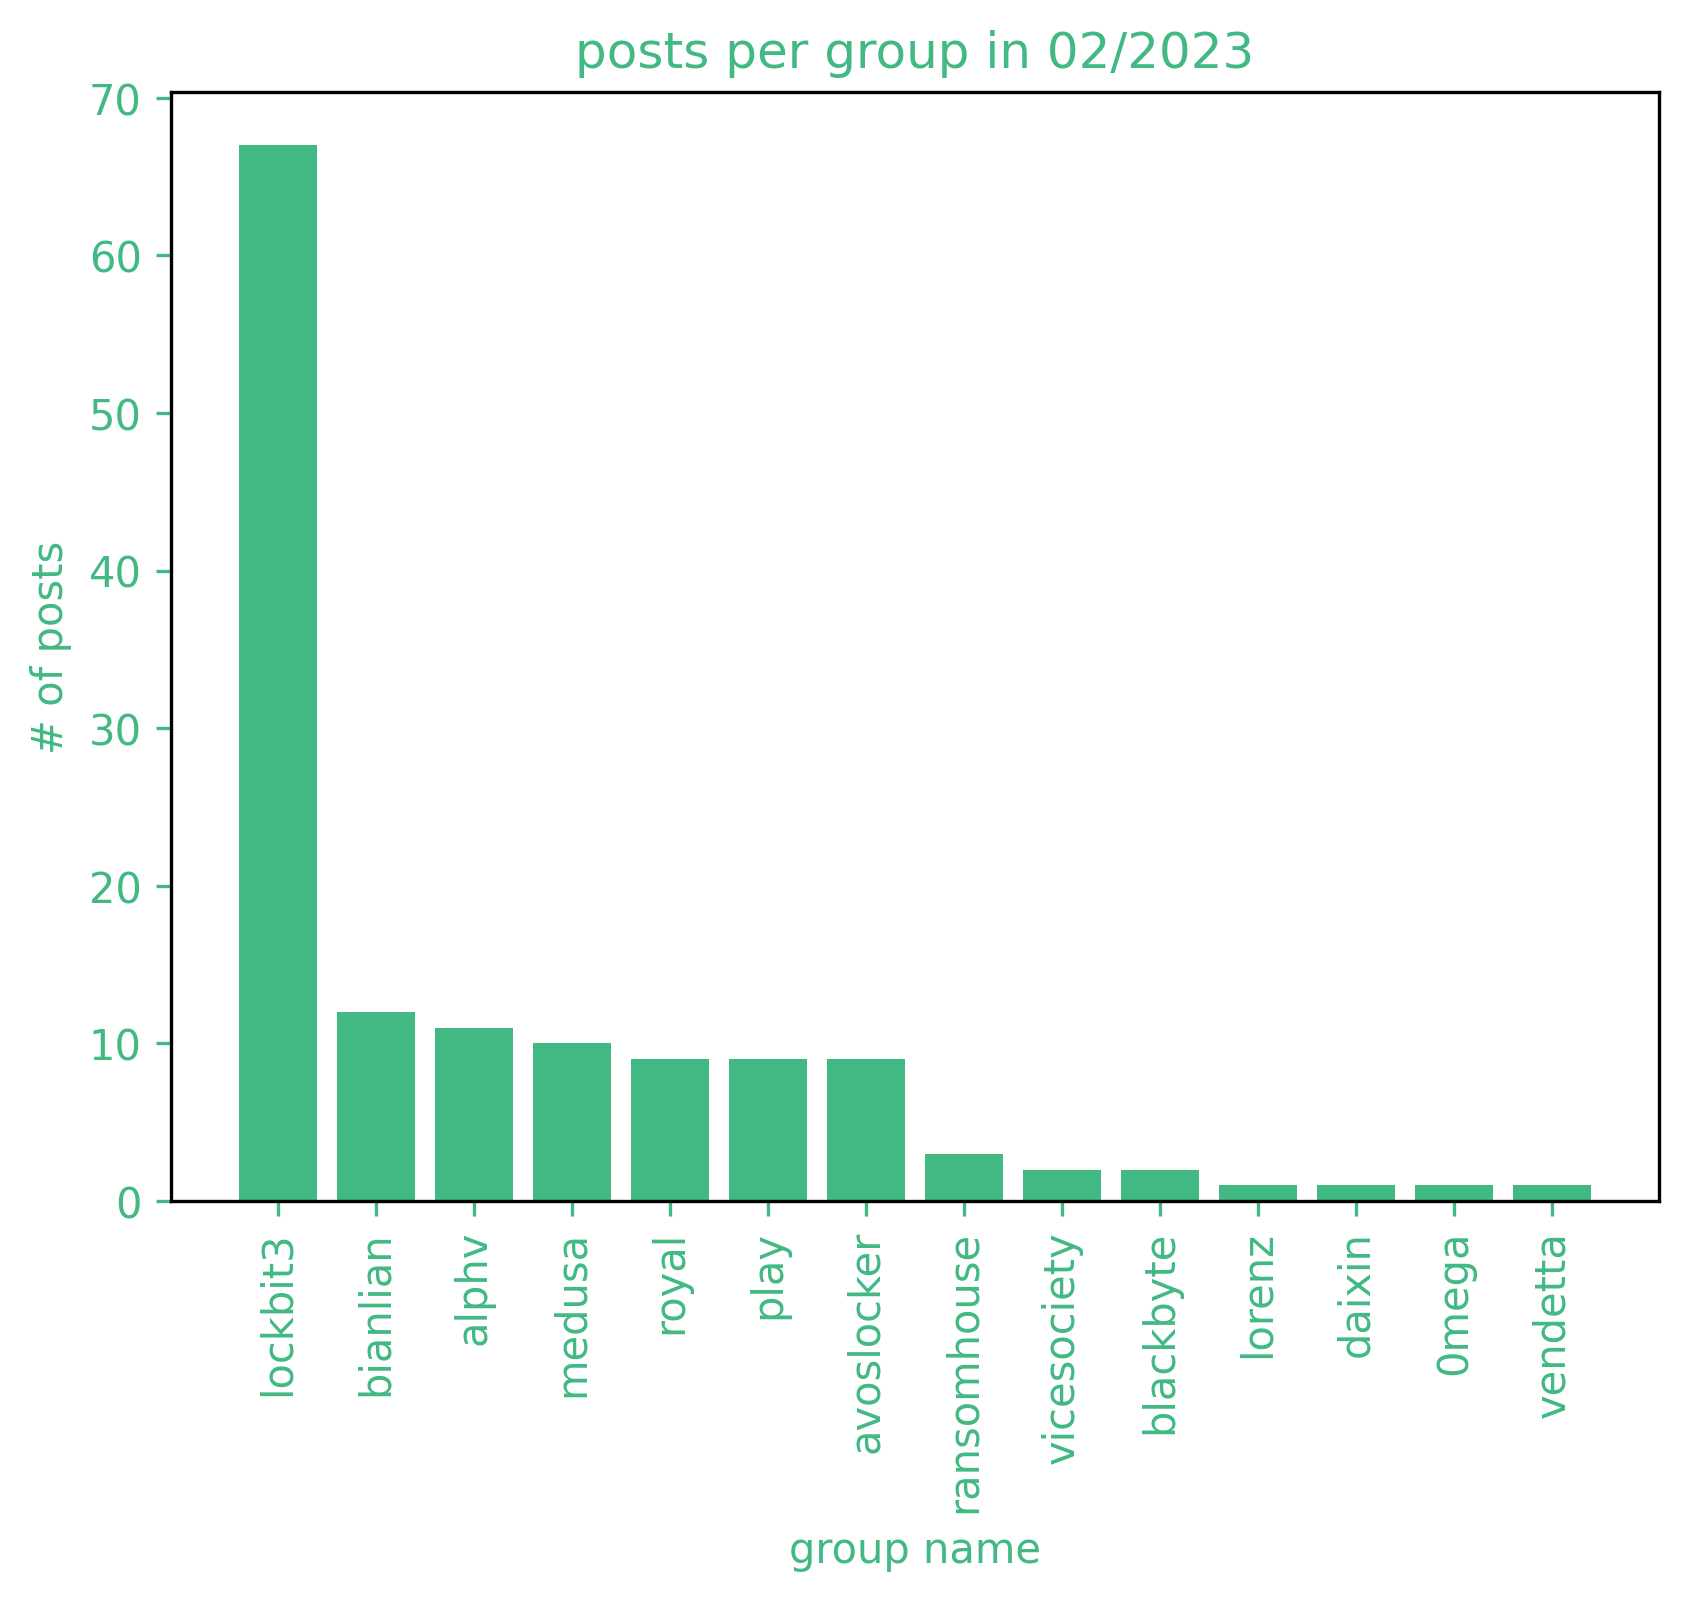 posts per group in 02/2023
70
60
50
40
30
20
10
0
# of posts
lockbit3
bianlian
alphv
medusa
royal
play
avoslocker
ransomhouse
vicesociety
blackbyte
lorenz
daixin
0mega
vendetta
group name